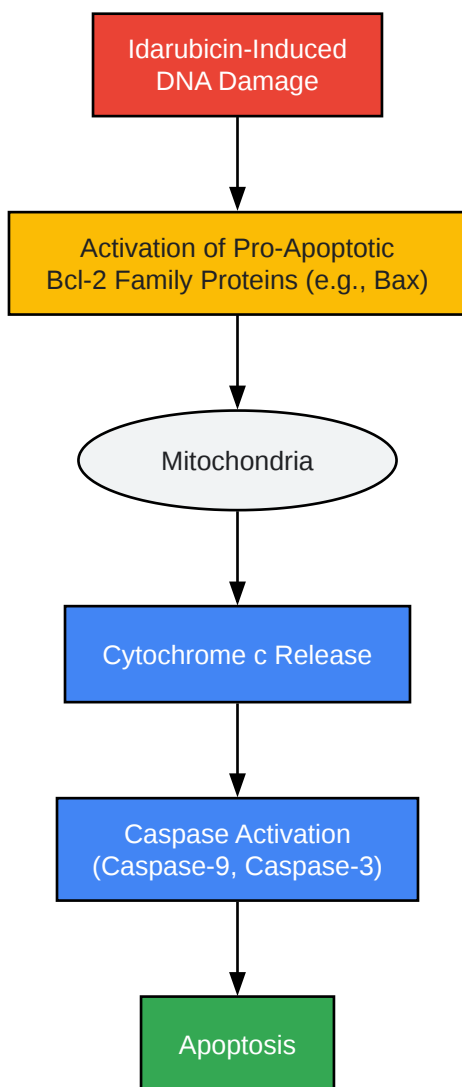 Idarubicin-Induced
DNA Damage
Activation of Pro-Apoptotic
Bcl-2 Family Proteins (e.g., Bax)
Mitochondria
Cytochrome c Release
Caspase Activation
(Caspase-9, Caspase-3)
Apoptosis